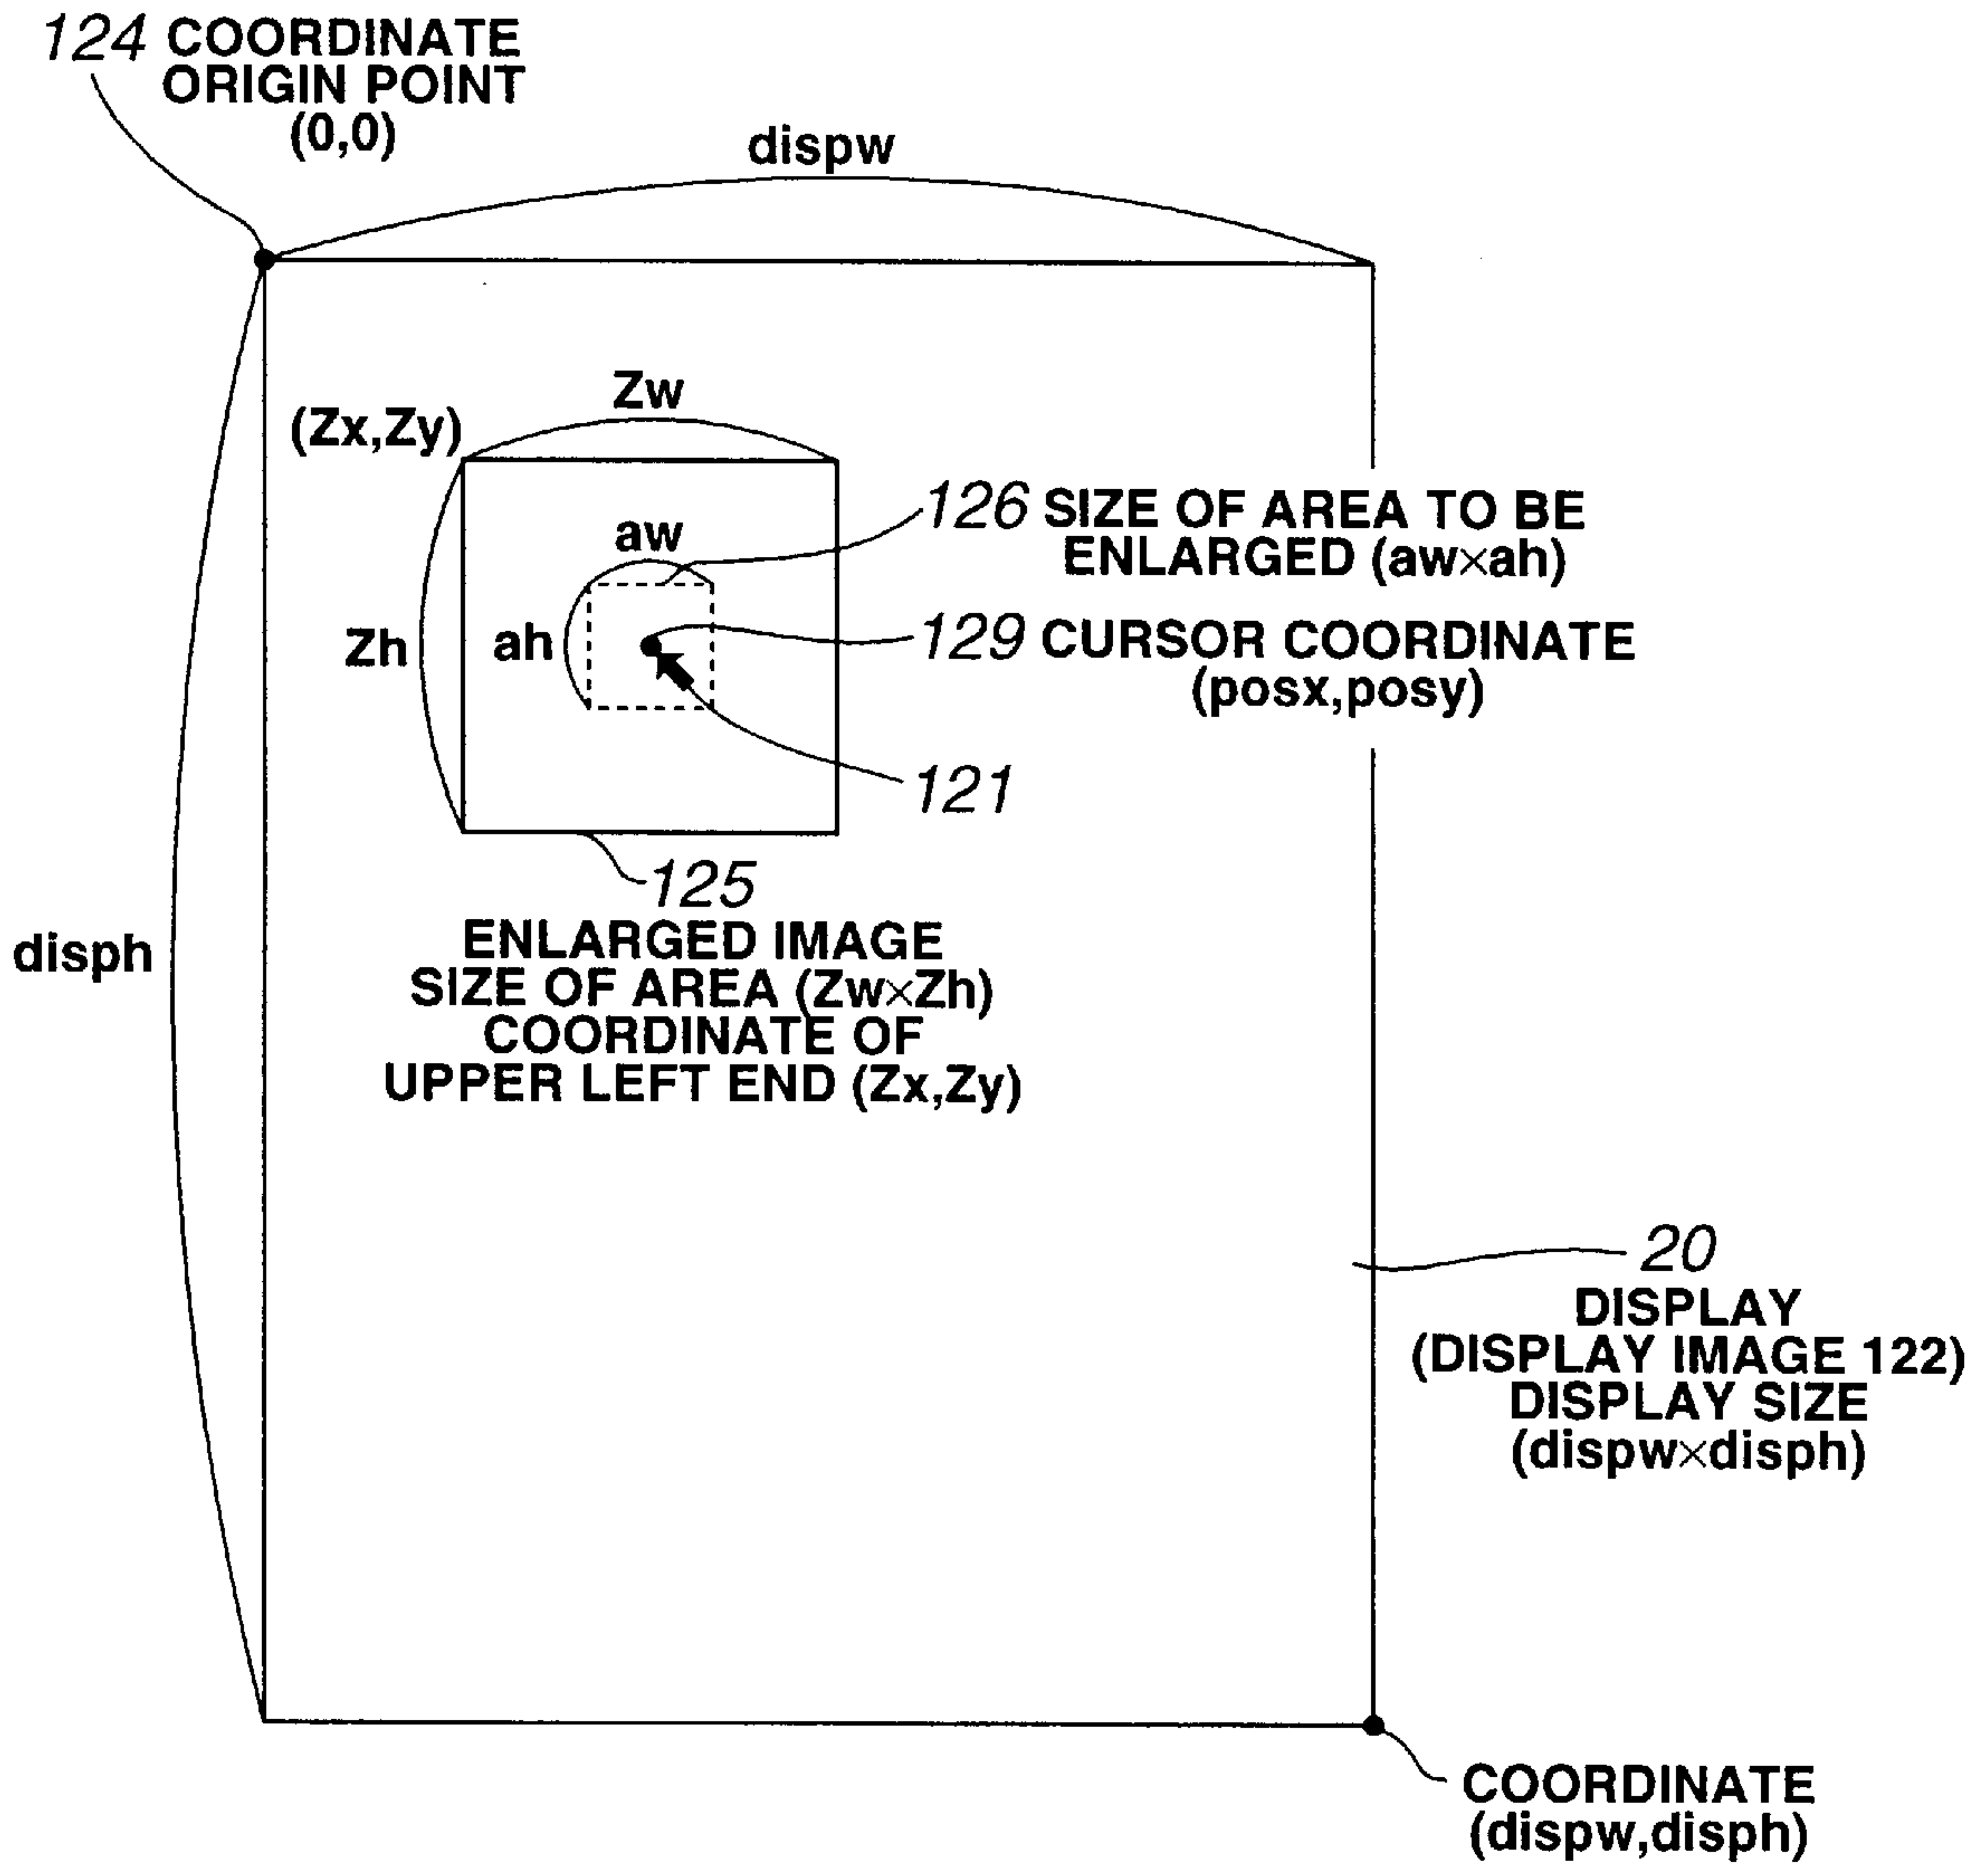 124 COORDINATE
ORIGIN POINT
(0,0)
dispw
Zw
(Zx,Zy)
126 SIZE OF AREA TO BE
ENLARGED (aw×ah)
aw
129 CURSOR COORDINATE
(posx,posy)
Zh
ah
121
125
ENLARGED IMAGE
SIZE OF AREA (Zw×Zh)
COORDINATE OF
UPPER LEFT END (Zx,Zy)
disph
20
DISPLAY
(DISPLAY IMAGE 122)
DISPLAY SIZE
(dispw×disph)
COORDINATE
(dispw,disph)